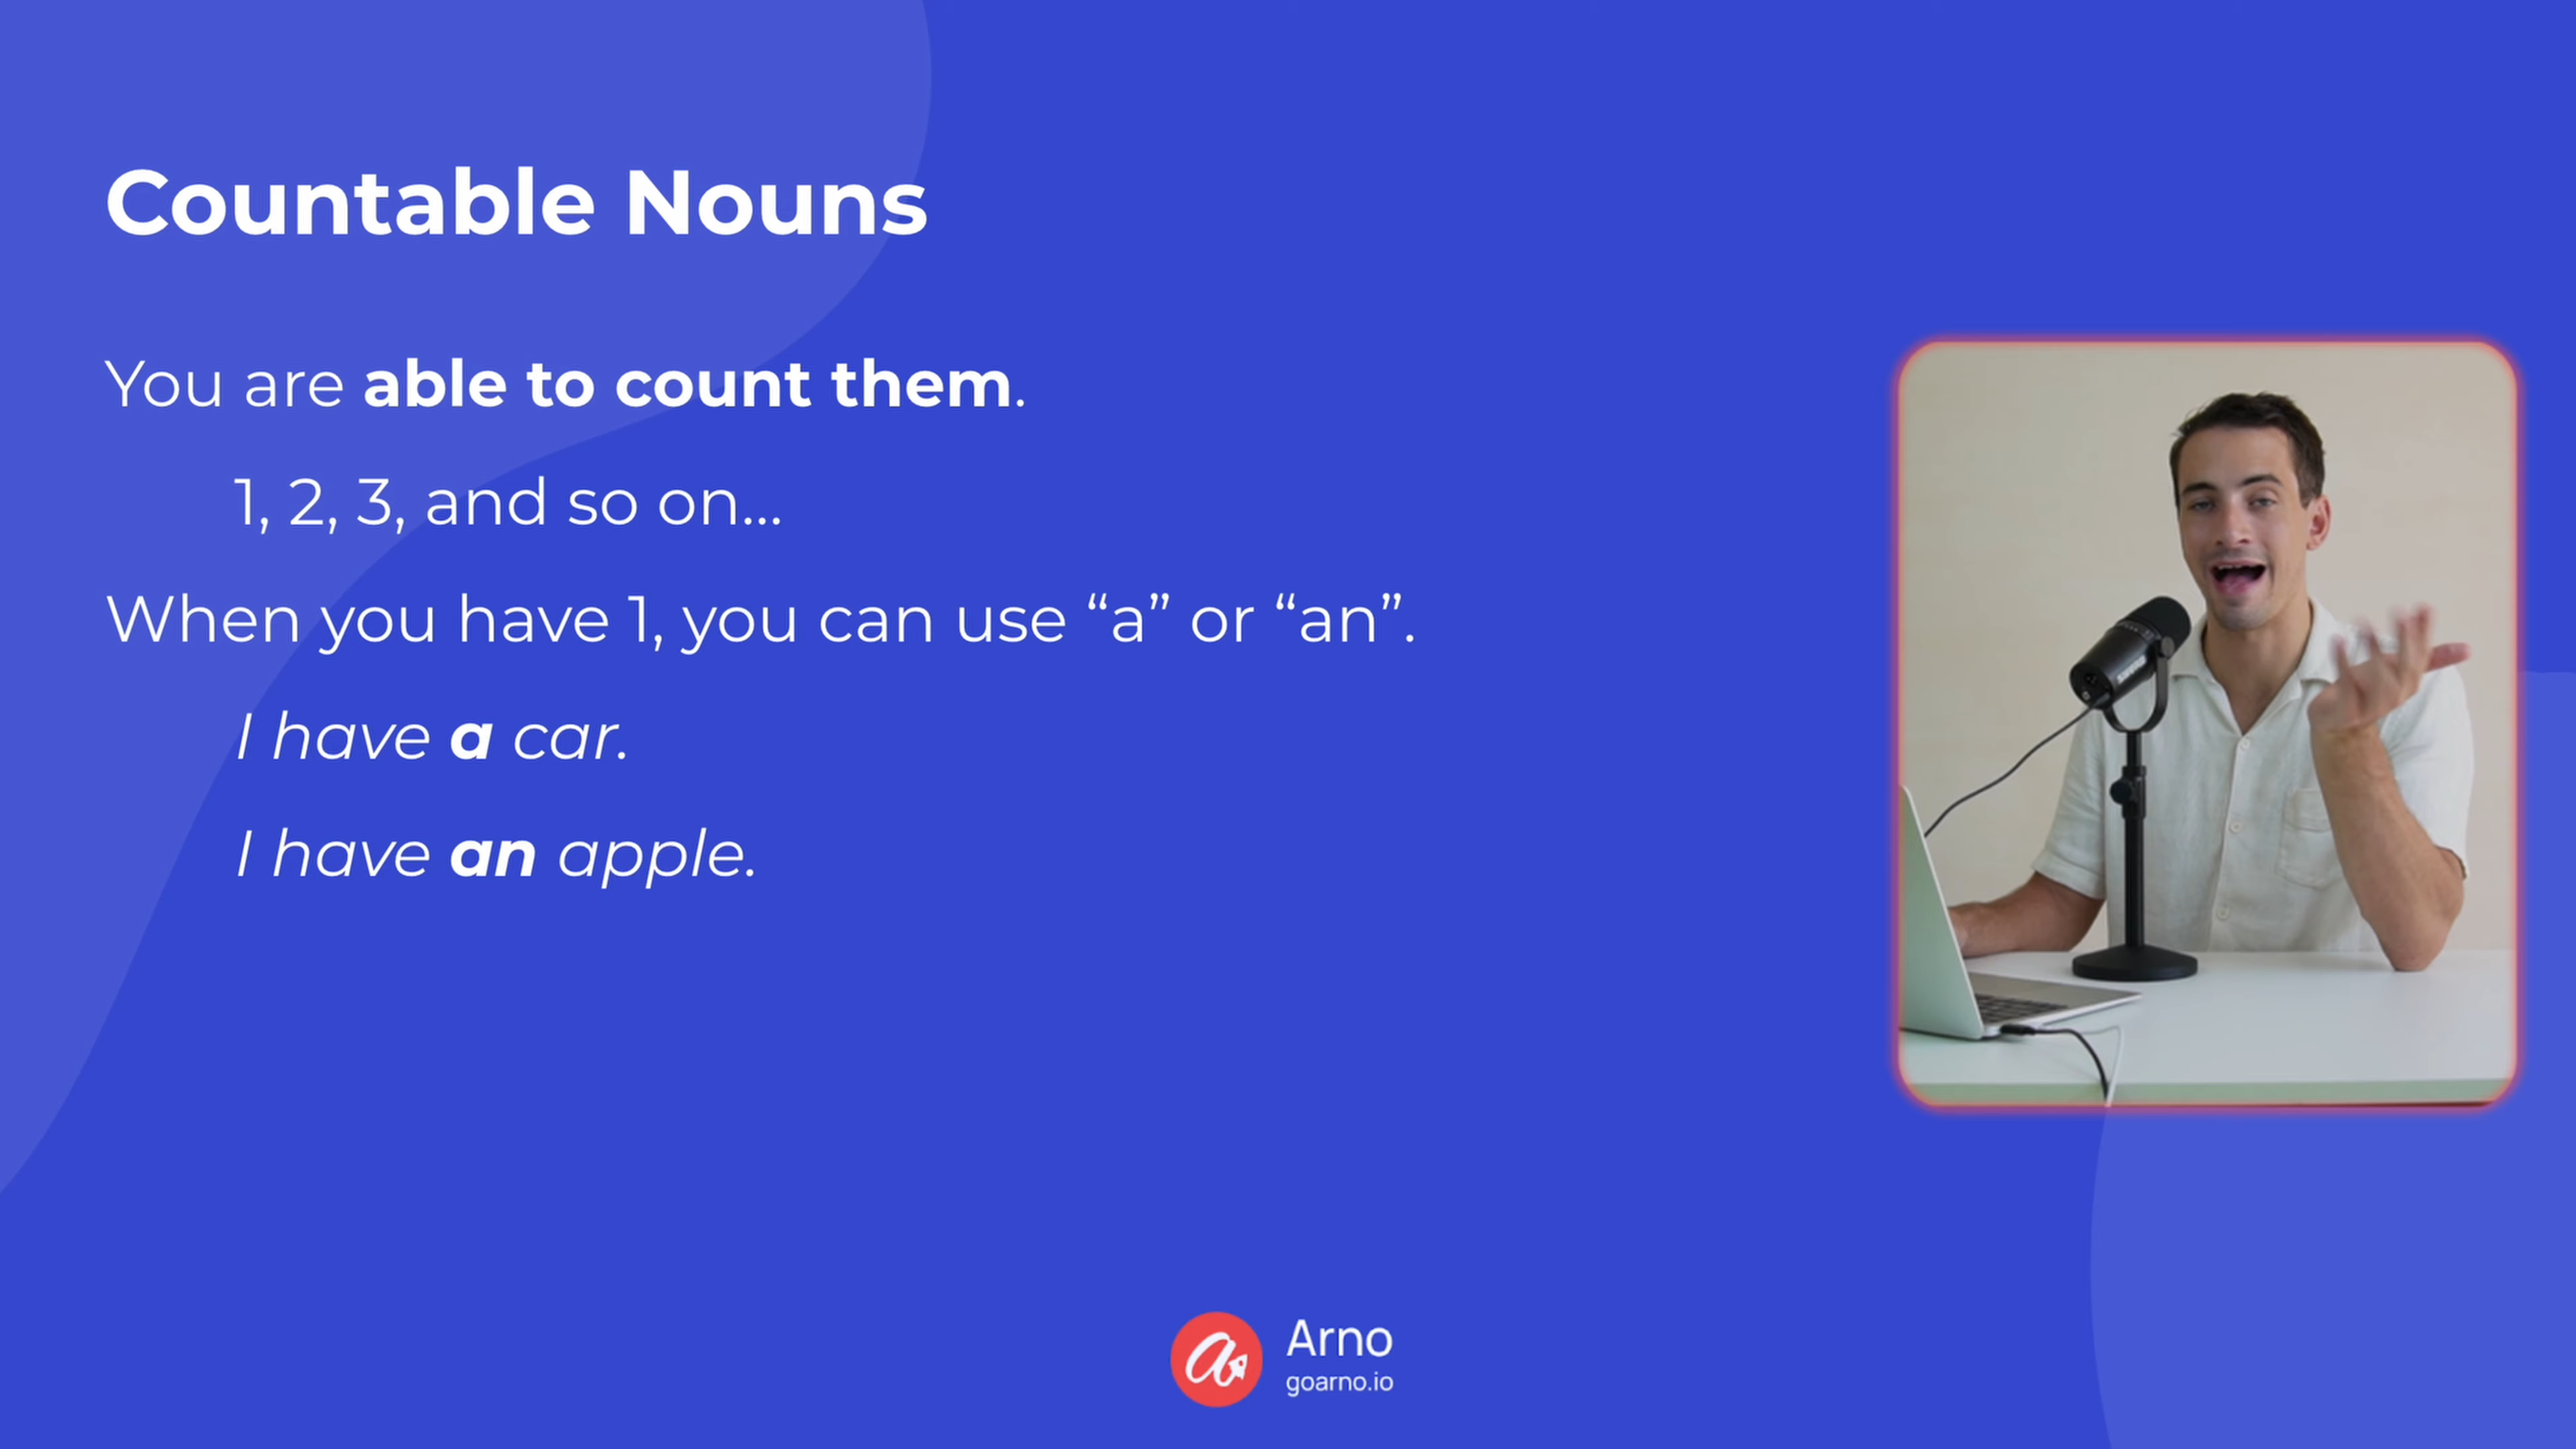 Countable Nouns
You are able to count them.
1, 2, 3, and so on...
When you have 1, you can use “a” or “an”.
I have a car.
I have an apple.
Arno
goarno.io